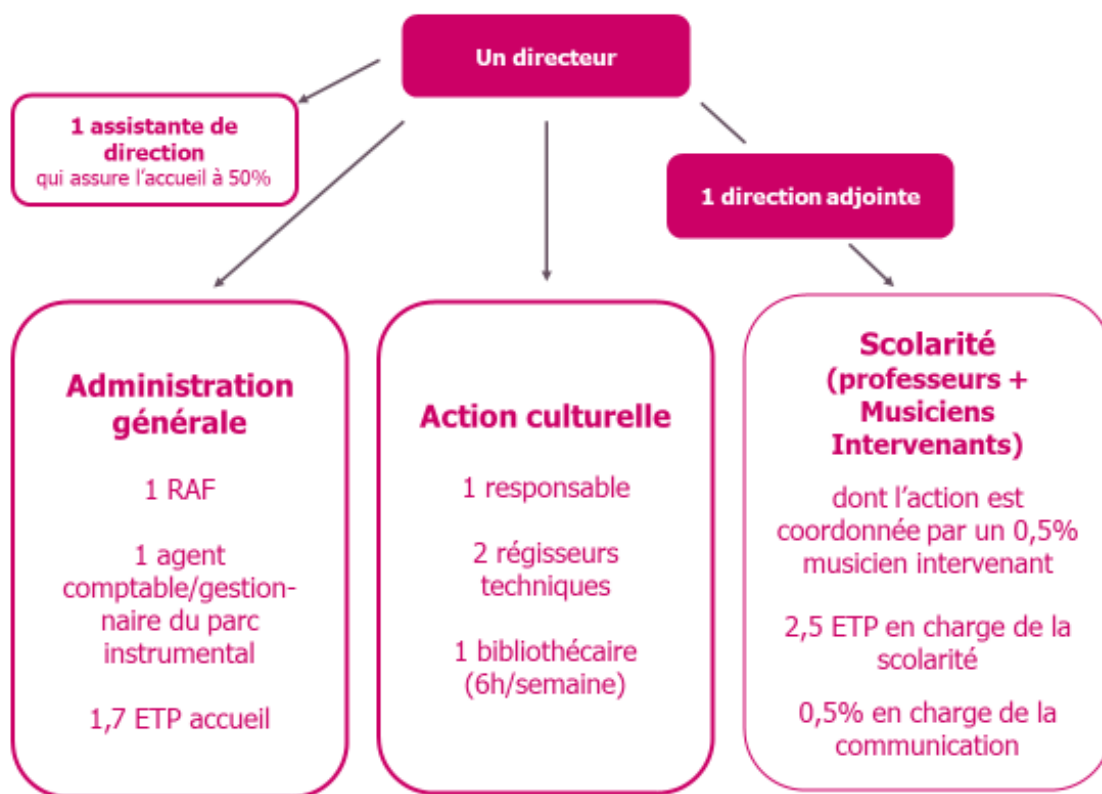 Un directeur
1 assistante de
direction
qui assure l'accueil à 50%
1 direction adjointe
Administration
générale
1 RAF
1 agent
comptable/gestion-
naire du parc
instrumental
1,7 ETP accueil
Action culturelle
1 responsable
2 régisseurs
techniques
1 bibliothécaire
(6h/semaine)
Scolarité
(professeurs +
Musiciens
Intervenants)
dont l'action est
coordonnée par un 0,5%
musicien intervenant
2,5 ETP en charge de la
scolarité
0,5% en charge de la
communication